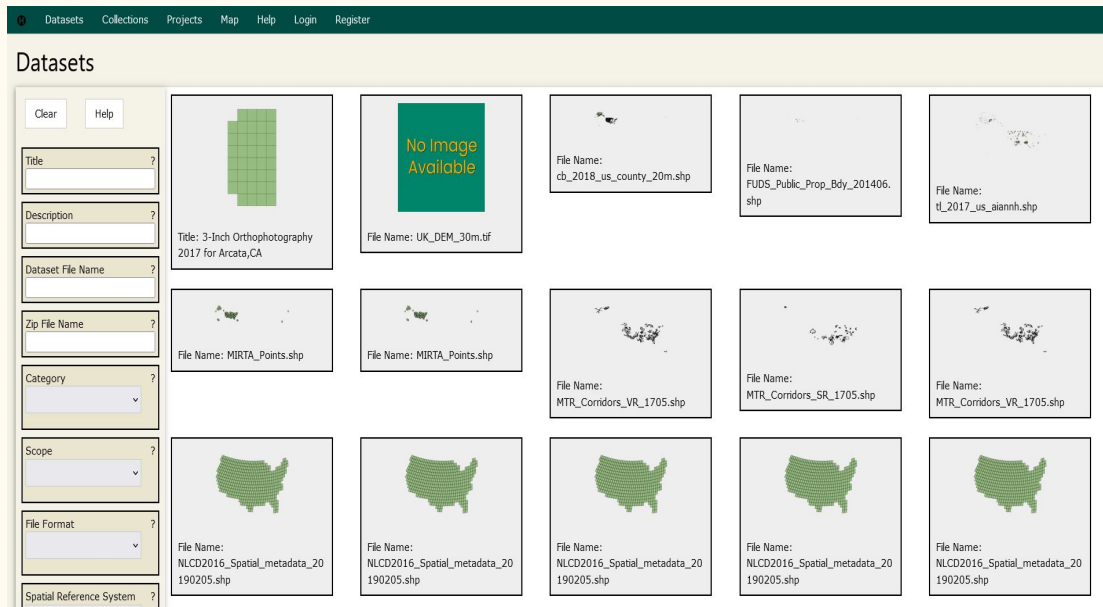 Datasets Collections Projects Map Help Login Register
Datasets
Clear Help
Title ?
Description ?
Dataset File Name ?
Zip File Name ?
Category ?
Scope ?
File Format ?
Spatial Reference System ?
Title: 3-Inch Orthophotography
2017 for Arcata,CA
No Image
Available
File Name: UK_DEM_30m.tif
File Name:
cb_2018_us_county_20m.shp
File Name:
FUDS_Public_Prop_Bdy_201406.
shp
File Name:
tl_2017_us_aiannh.shp
File Name: MIRTA_Points.shp
File Name: MIRTA_Points.shp
File Name:
MTR_Corridors_VR_1705.shp
File Name:
MTR_Corridors_SR_1705.shp
File Name:
MTR_Corridors_VR_1705.shp
File Name:
NLCD2016_Spatial_metadata_20
190205.shp
File Name:
NLCD2016_Spatial_metadata_20
190205.shp
File Name:
NLCD2016_Spatial_metadata_20
190205.shp
File Name:
NLCD2016_Spatial_metadata_20
190205.shp
File Name:
NLCD2016_Spatial_metadata_20
190205.shp